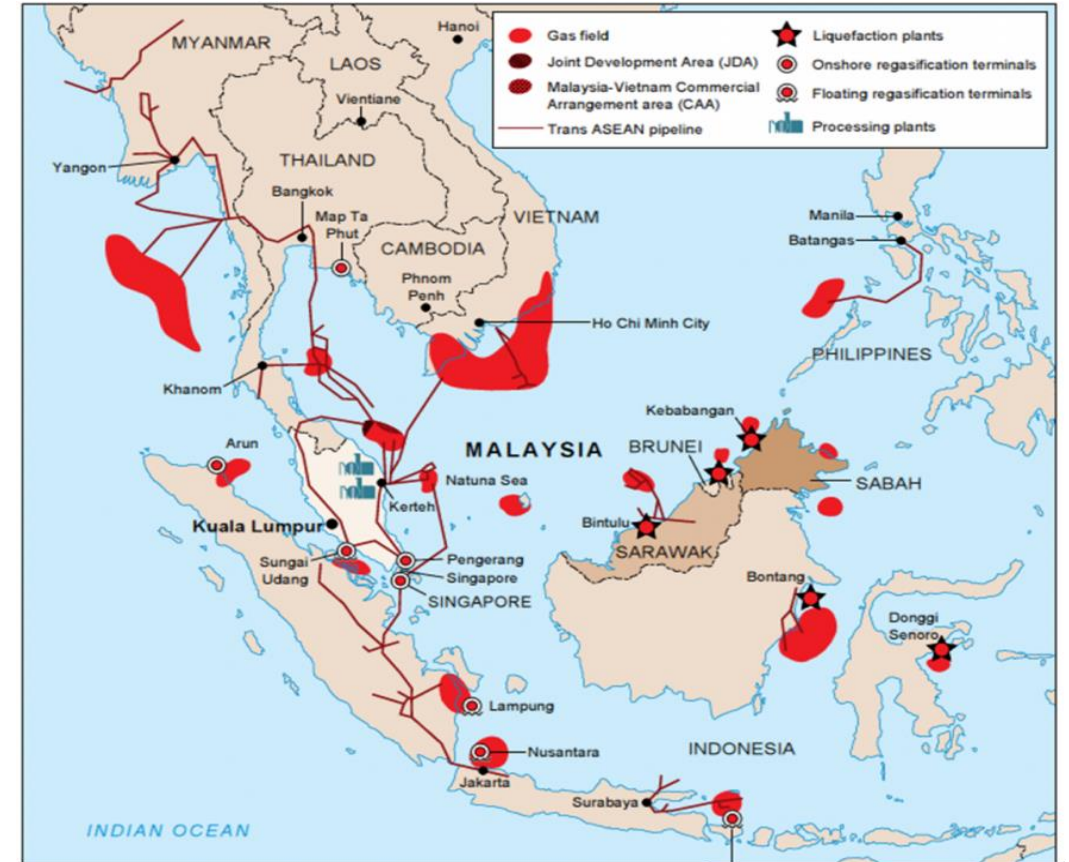 Hanoi
MYANMAR
LAOS
Vientiane
Yangon
THAILAND
Bangkok
Map Ta
Phut
VIETNAM
CAMBODIA
Phnom
Penh
Ho Chi Minh City
Khanom
Gas field
Joint Development Area (JDA)
Malaysia-Vietnam Commercial
Arrangement area (CAA)
Trans ASEAN pipeline
Liquefaction plants
Onshore regasification terminals
Floating regasification terminals
Processing plants
Manila
Batangas
PHILIPPINES
Kebabangan
MALAYSIA
BRUNEI
Arun
Natuna Sea
SABAH
Kerteh
Kuala Lumpur
Bintulu
SARAWAK
Sungai
Udang
Pengerang
Singapore
SINGAPORE
Bontang
Donggi
Senoro
Lampung
Nusantara
INDONESIA
Jakarta
Surabaya
INDIAN OCEAN